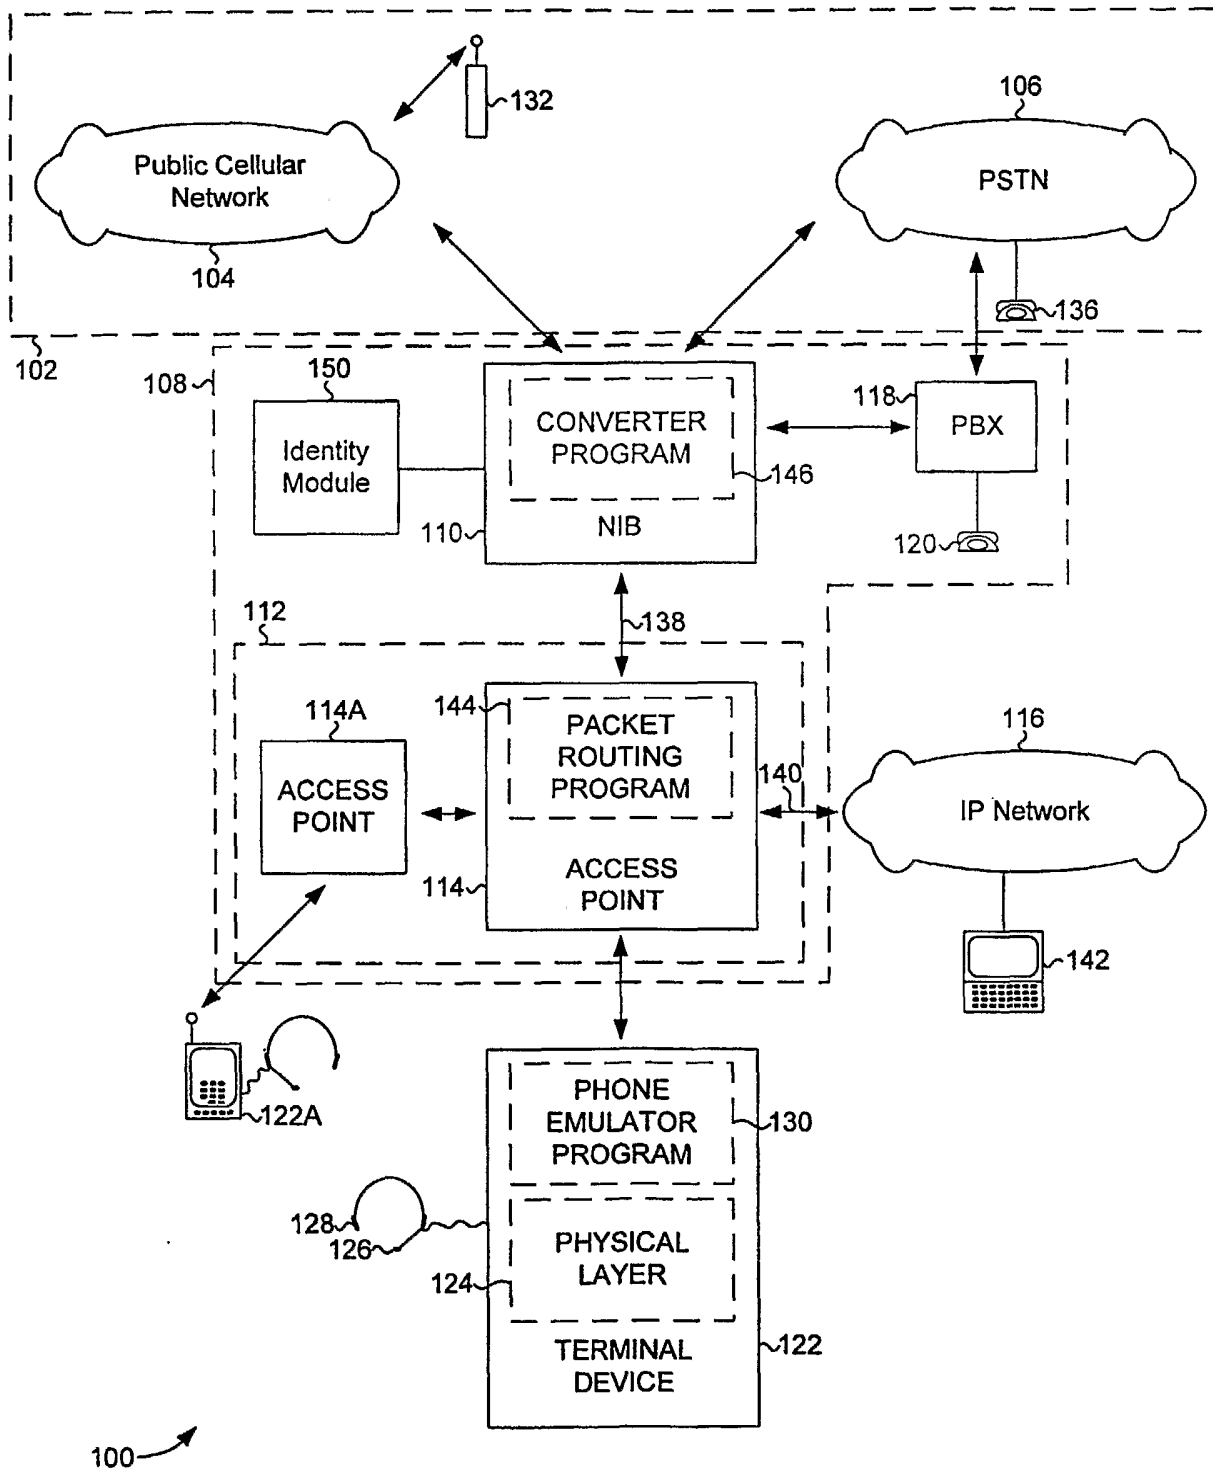 132
106
Public Cellular
Network
PSTN
104
136
102
108
150
118
Identity
Module
CONVERTER
PROGRAM
146
PBX
110
NIB
120
138
112
144
PACKET
ROUTING
PROGRAM
114A
ACCESS
POINT
140
116
IP Network
114
ACCESS
POINT
142
122A
PHONE
EMULATOR
PROGRAM
130
128
126
PHYSICAL
LAYER
124
TERMINAL
DEVICE
122
100